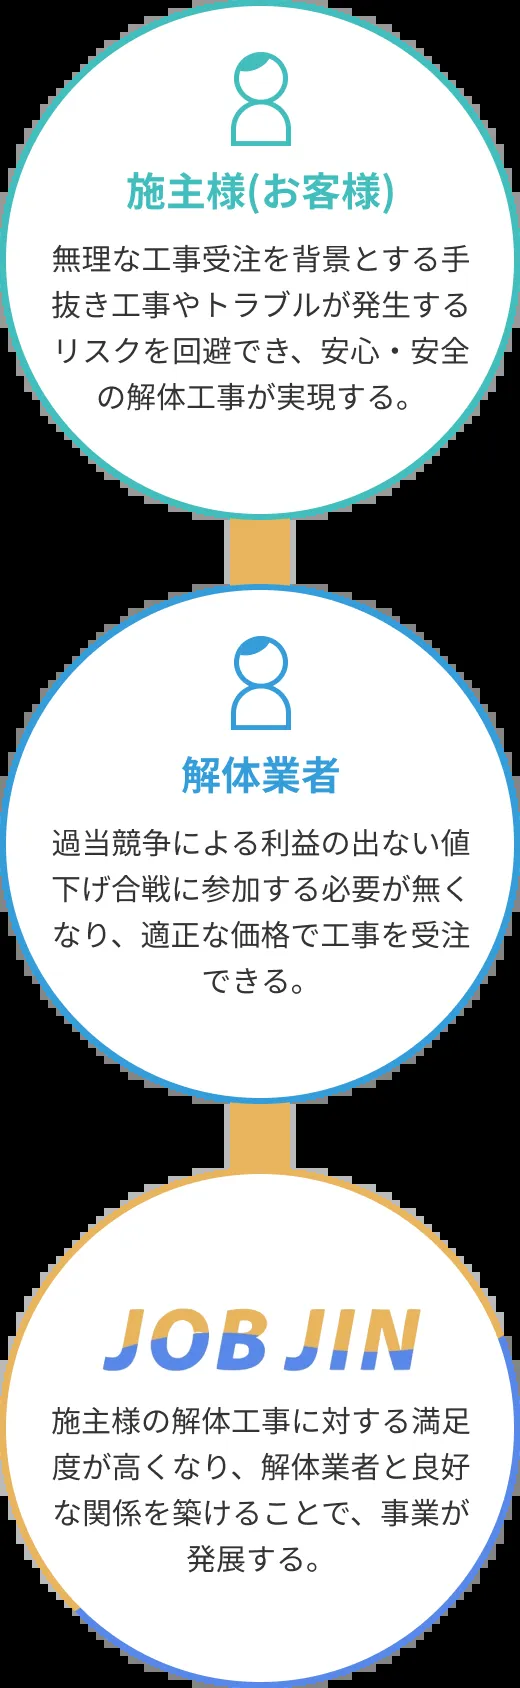 施主様(お客様)
無理な工事受注を背景とする手
抜き工事やトラブルが発生する
リスクを回避でき、安心・安全
の解体工事が実現する。
解体業者
過当競争による利益の出ない値
下げ合戦に参加する必要が無く
なり、適正な価格で工事を受注
できる。
JOB JIN
施主様の解体工事に対する満足
度が高くなり、解体業者と良好
な関係を築けることで、事業が
発展する。